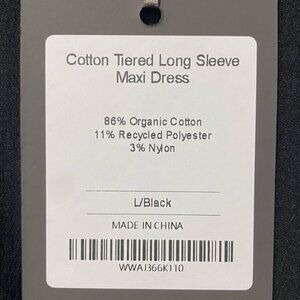 Cotton Tiered Long Sleeve
Maxi Dress
86% Organic Cotton
11% Recycled Polyester
3% Nylon
L/Black
MADE IN CHINA
WWAJ366K110